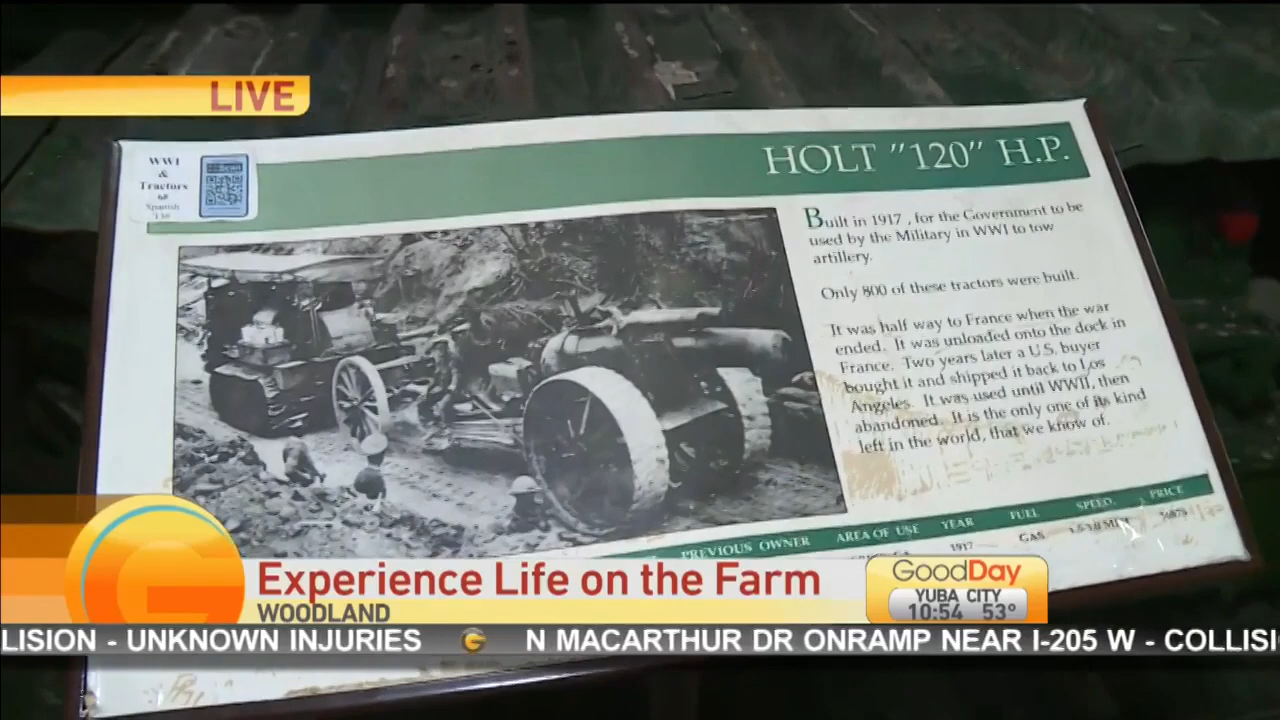 LIVE
WWI
&
Tractors
6#
Spanish
HOLT "120" H.P.
Built in 1917 , for the Government to be
used by the Military in WWI to tow
artillery.
Only 800 of these tractors were built.
It was half way to France when the war
ended. It was unloaded onto the dock in
France. Two years later a U.S. buyer
bought it and shipped it back to Los
Angeles. It was used until WWII, then
abandoned. It is the only one of its kind
left in the world, that we know of.
PREVIOUS OWNER AREA OF USE YEAR FUEL SPEED PRICE
1917 GAS
Experience Life on the Farm
WOODLAND
GoodDay
YUBA CITY
10:54 53°
LISION - UNKNOWN INJURIES N MACARTHUR DR ONRAMP NEAR I-205 W - COLLISI